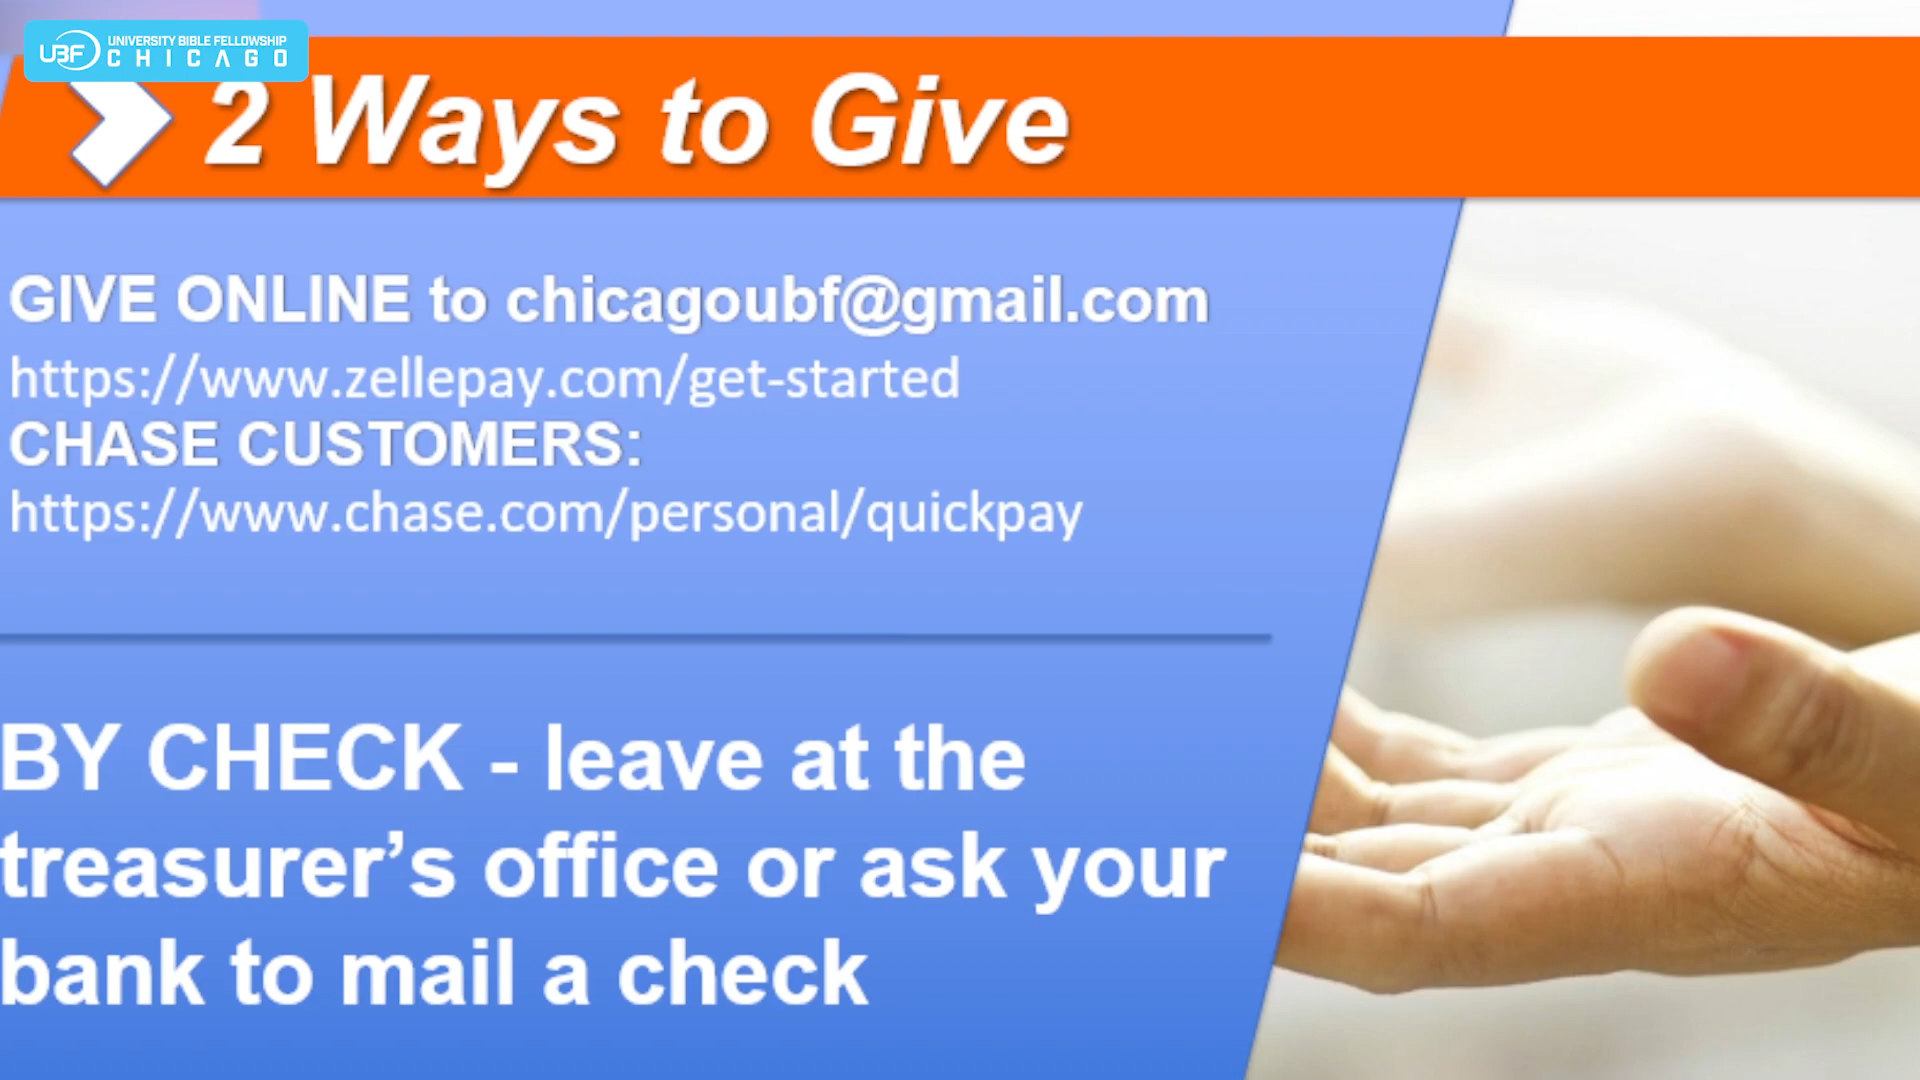 UBF
UNIVERSITY BIBLE FELLOWSHIP
CHICAGO
2 Ways to Give
GIVE ONLINE to chicagoubf@gmail.com
https://www.zellepay.com/get-started
CHASE CUSTOMERS:
https://www.chase.com/personal/quickpay
BY CHECK - leave at the
treasurer’s office or ask your
bank to mail a check